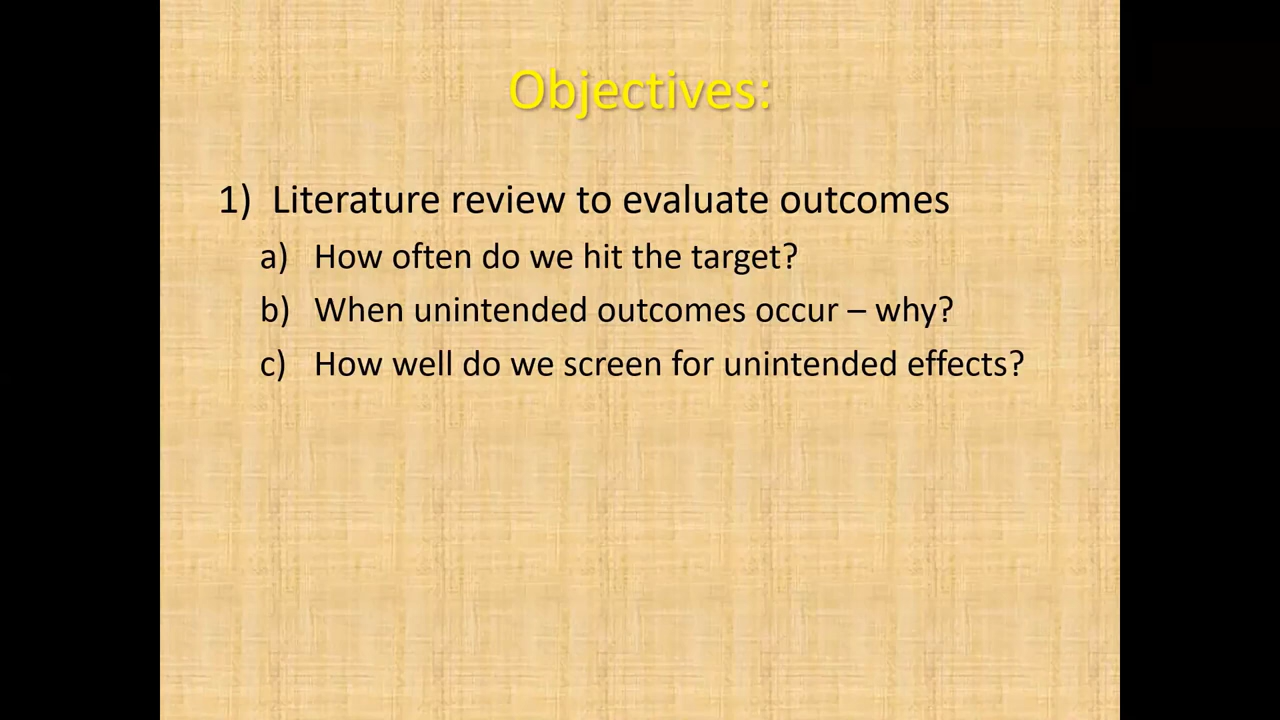 Objectives:
1) Literature review to evaluate outcomes
a) How often do we hit the target?
b) When unintended outcomes occur – why?
c) How well do we screen for unintended effects?